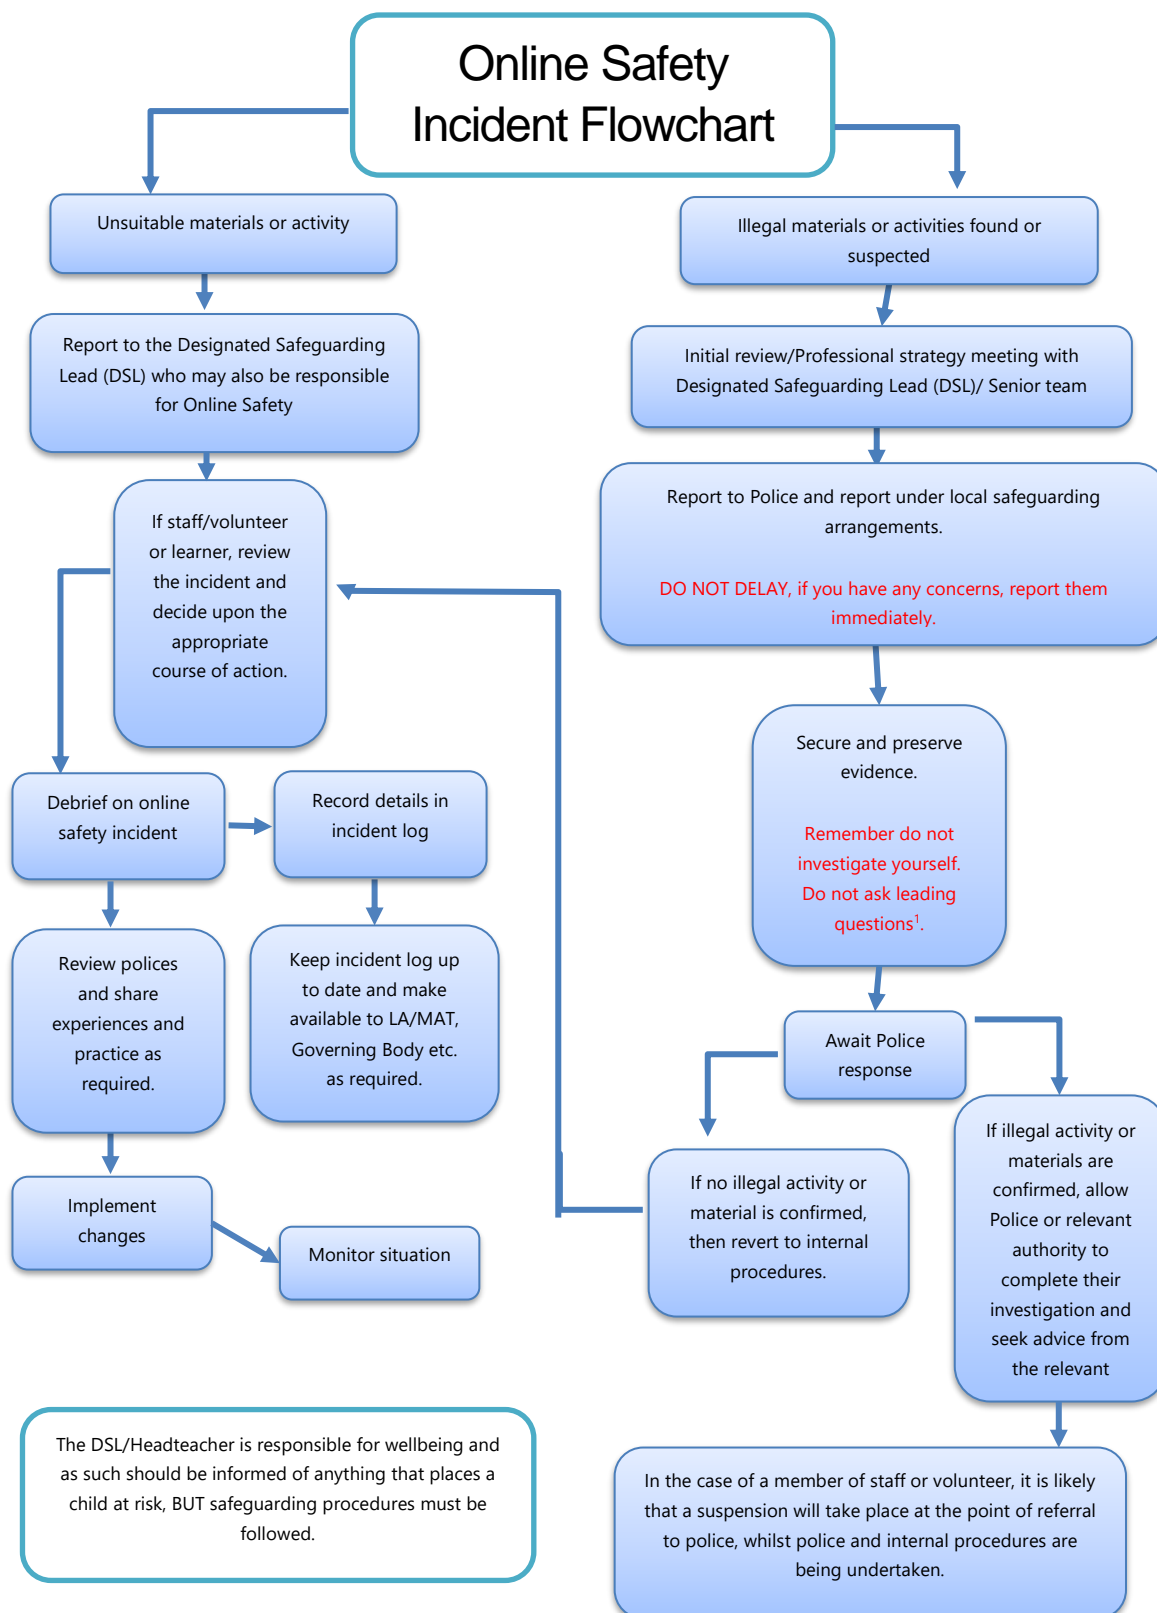 Online Safety
Incident Flowchart
Unsuitable materials or activity
Report to the Designated Safeguarding
Lead (DSL) who may also be responsible
for Online Safety
If staff/volunteer
or learner, review
the incident and
decide upon the
appropriate
course of action.
Debrief on online
safety incident
Record details in
incident log
Review polices
and share
experiences and
practice as
required.
Keep incident log up
to date and make
available to LA/MAT,
Governing Body etc.
as required.
Implement
changes
Monitor situation
Illegal materials or activities found or
suspected
Initial review/Professional strategy meeting with
Designated Safeguarding Lead (DSL)/ Senior team
Report to Police and report under local safeguarding
arrangements.
DO NOT DELAY, if you have any concerns, report them
immediately.
Secure and preserve
evidence.
Remember do not
investigate yourself.
Do not ask leading
questions¹.
Await Police
response
If no illegal activity or
material is confirmed,
then revert to internal
procedures.
If illegal activity or
materials are
confirmed, allow
Police or relevant
authority to
complete their
investigation and
seek advice from
the relevant
In the case of a member of staff or volunteer, it is likely
that a suspension will take place at the point of referral
to police, whilst police and internal procedures are
being undertaken.
The DSL/Headteacher is responsible for wellbeing and
as such should be informed of anything that places a
child at risk, BUT safeguarding procedures must be
followed.